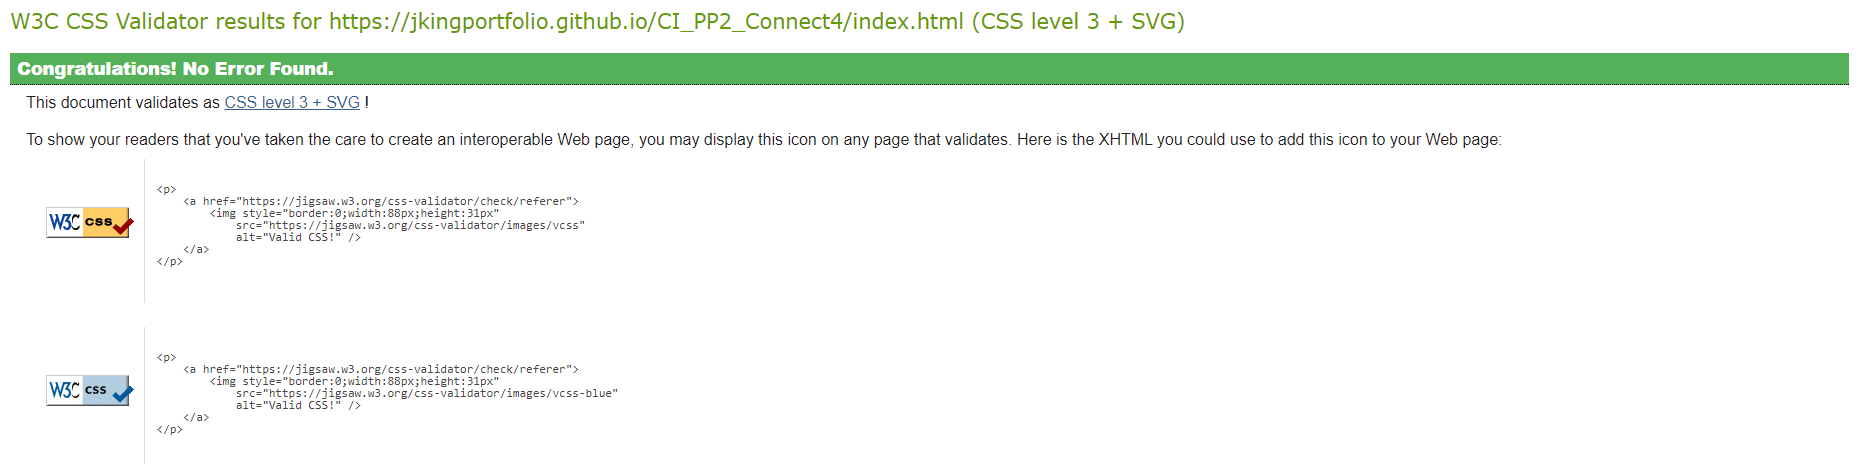 W3C CSS Validator results for https://jkingportfolio.github.io/CI_PP2_Connect4/index.html (CSS level 3 + SVG)
Congratulations! No Error Found.
This document validates as CSS level 3 + SVG !
To show your readers that you've taken the care to create an interoperable Web page, you may display this icon on any page that validates. Here is the XHTML you could use to add this icon to your Web page:
W3C css
<p>
    <a href="https://jigsaw.w3.org/css-validator/check/referer">
        <img style="border:0;width:88px;height:31px"
            src="https://jigsaw.w3.org/css-validator/images/vcss"
            alt="Valid CSS!" />
    </a>
</p>
W3C css
<p>
    <a href="https://jigsaw.w3.org/css-validator/check/referer">
        <img style="border:0;width:88px;height:31px"
            src="https://jigsaw.w3.org/css-validator/images/vcss-blue"
            alt="Valid CSS!" />
    </a>
</p>